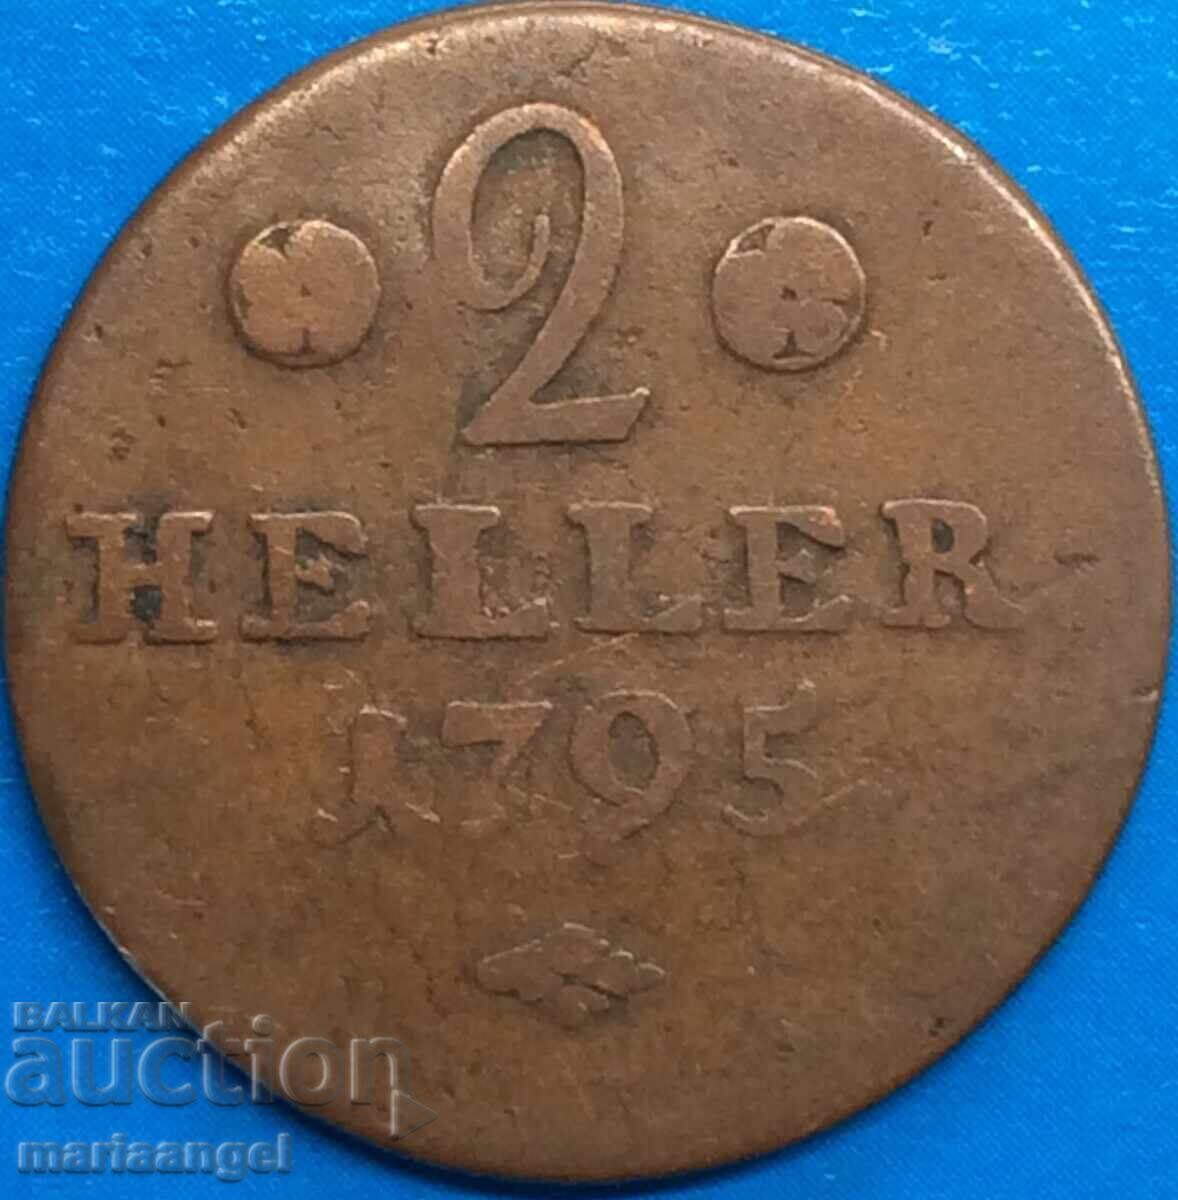 2
HELLER
1795
BALKAN
auction
mariaangel